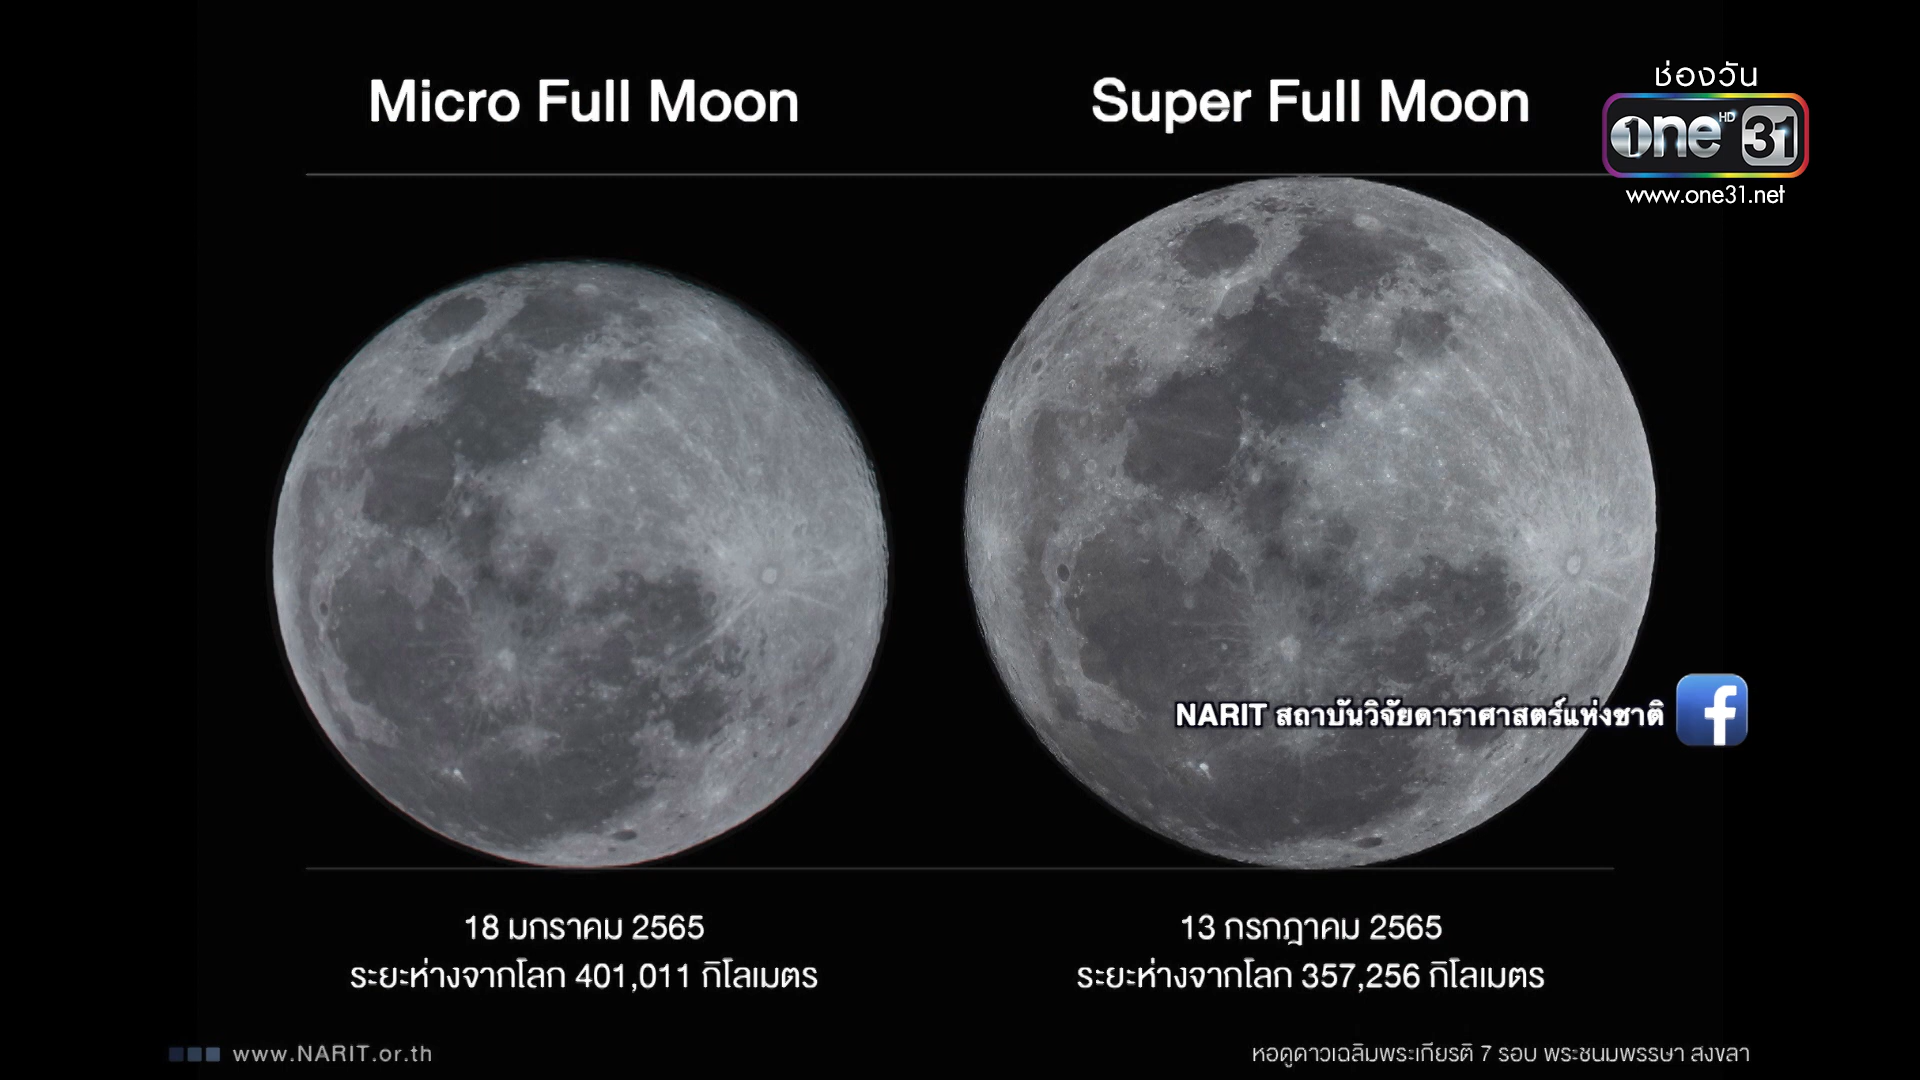 Micro Full Moon
Super Full Moon
ช่องวัน
one HD 31
www.one31.net
NARIT สถาบันวิจัยดาราศาสตร์แห่งชาติ
18 มกราคม 2565
ระยะห่างจากโลก 401,011 กิโลเมตร
13 กรกฎาคม 2565
ระยะห่างจากโลก 357,256 กิโลเมตร
www.NARIT.or.th
หอดูดาวเฉลิมพระเกียรติ 7 รอบ พระชนมพรรษา สงขลา